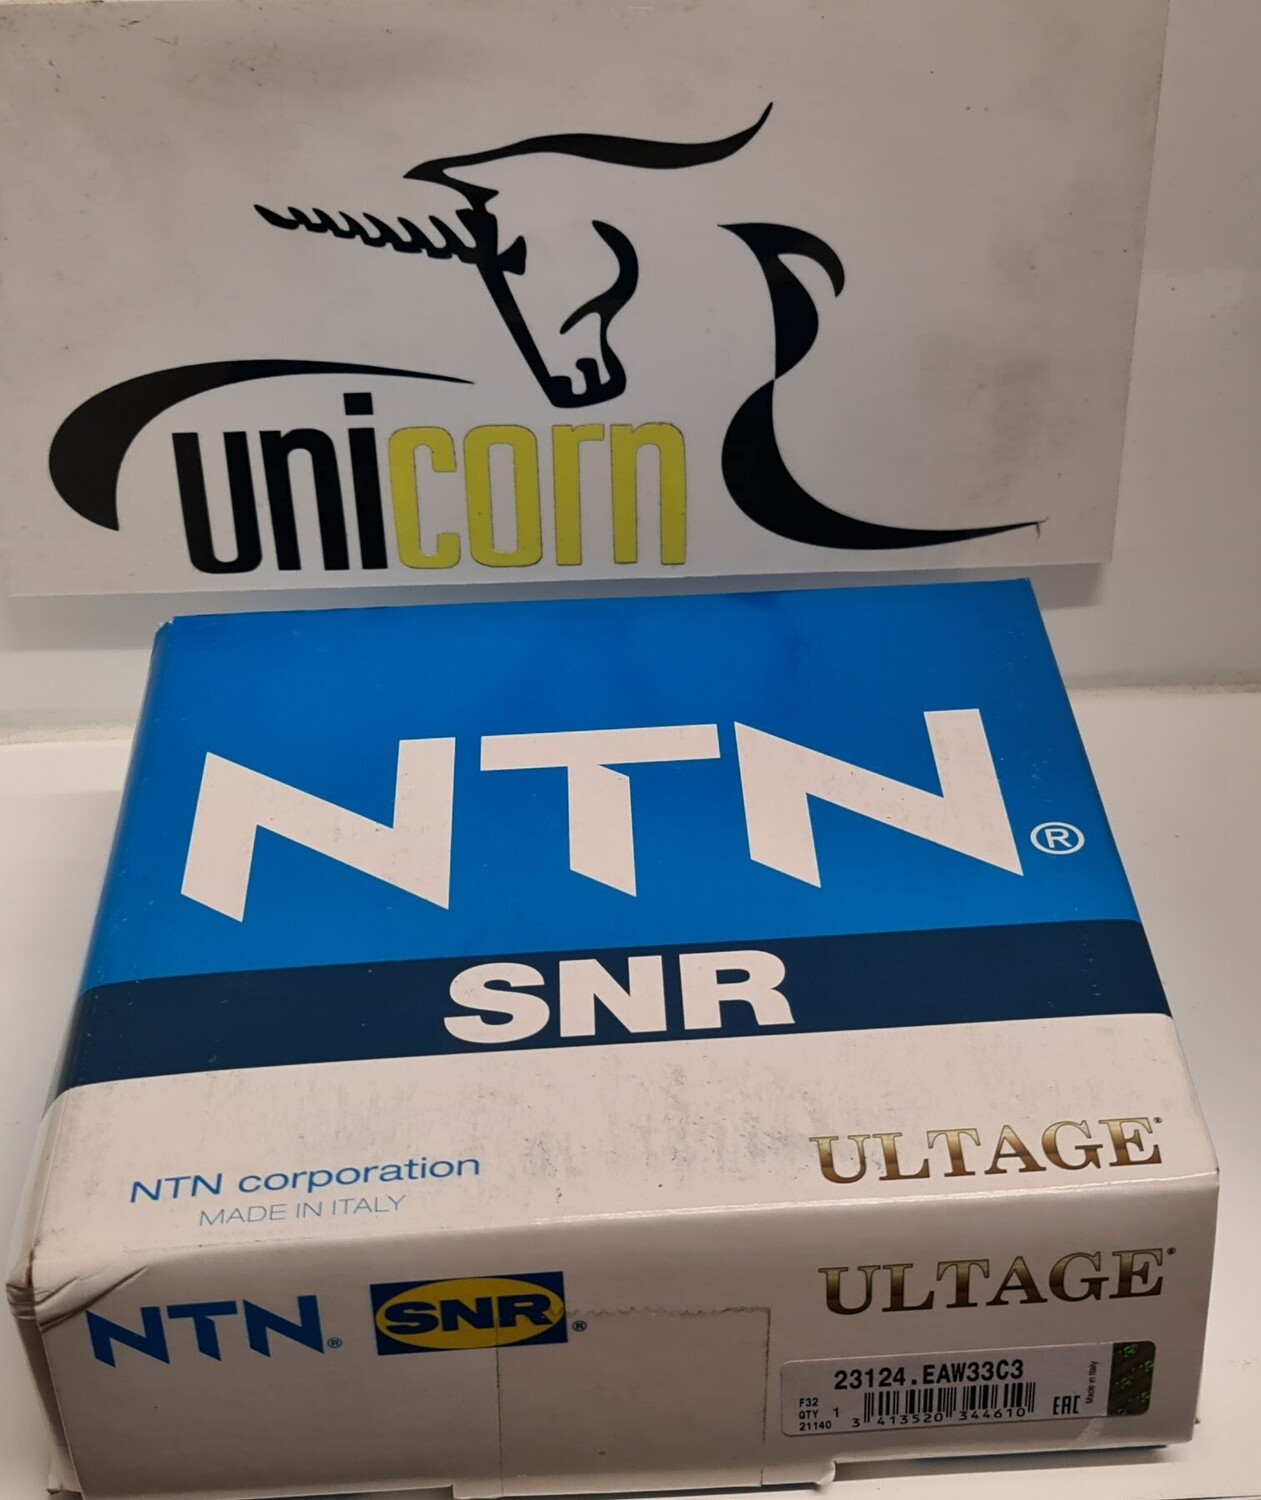 unicorn
NTN®
SNR
NTN corporation
MADE IN ITALY
ULTAGE
NTN® SNR®
ULTAGE
23124.EAW33C3
F32
QTY 1
21140
3 413520 344610
EAC
Made in Italy